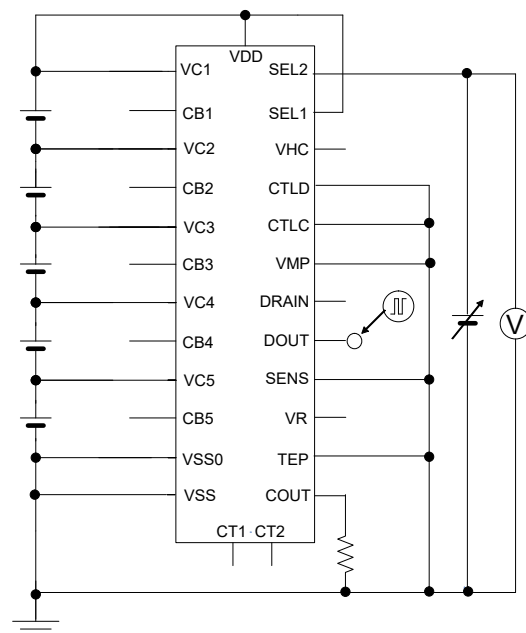 VDD
VC1
CB1
VC2
CB2
VC3
CB3
VC4
CB4
VC5
CB5
VSS0
VSS
SEL2
SEL1
VHC
CTLD
CTLC
VMP
DRAIN
DOUT
SENS
VR
TEP
COUT
CT1 CT2
V